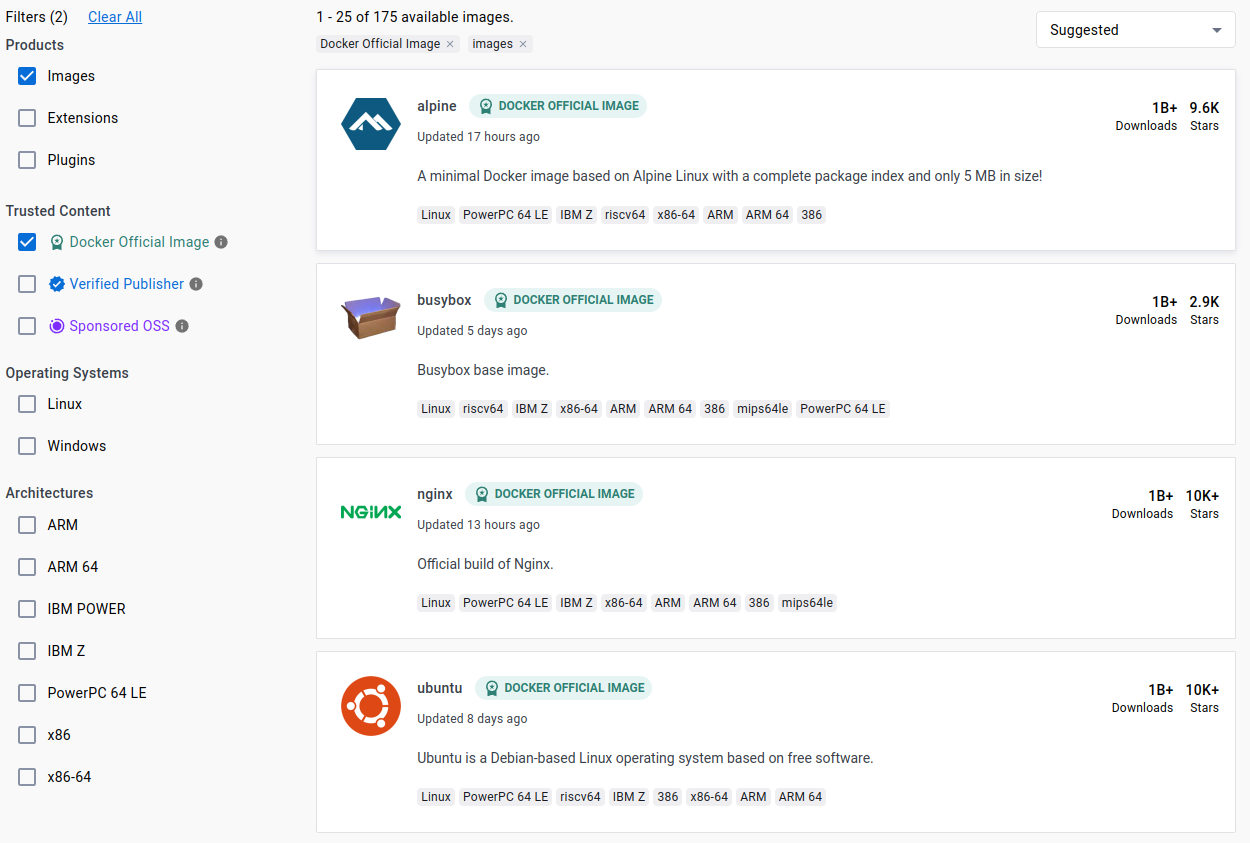 Filters (2) Clear All
Products
Images
Extensions
Plugins
Trusted Content
Docker Official Image
Verified Publisher
Sponsored OSS
Operating Systems
Linux
Windows
Architectures
ARM
ARM 64
IBM POWER
IBM Z
PowerPC 64 LE
x86
x86-64
1 - 25 of 175 available images.
Docker Official Image × images ×
Suggested
alpine DOCKER OFFICIAL IMAGE
Updated 17 hours ago
1B+ 9.6K
Downloads Stars
A minimal Docker image based on Alpine Linux with a complete package index and only 5 MB in size!
Linux PowerPC 64 LE IBM Z riscv64 x86-64 ARM ARM 64 386
busybox DOCKER OFFICIAL IMAGE
Updated 5 days ago
1B+ 2.9K
Downloads Stars
Busybox base image.
Linux riscv64 IBM Z x86-64 ARM ARM 64 386 mips64le PowerPC 64 LE
NGINX
nginx DOCKER OFFICIAL IMAGE
Updated 13 hours ago
1B+ 10K+
Downloads Stars
Official build of Nginx.
Linux PowerPC 64 LE IBM Z x86-64 ARM ARM 64 386 mips64le
ubuntu DOCKER OFFICIAL IMAGE
Updated 8 days ago
1B+ 10K+
Downloads Stars
Ubuntu is a Debian-based Linux operating system based on free software.
Linux PowerPC 64 LE riscv64 IBM Z 386 x86-64 ARM ARM 64